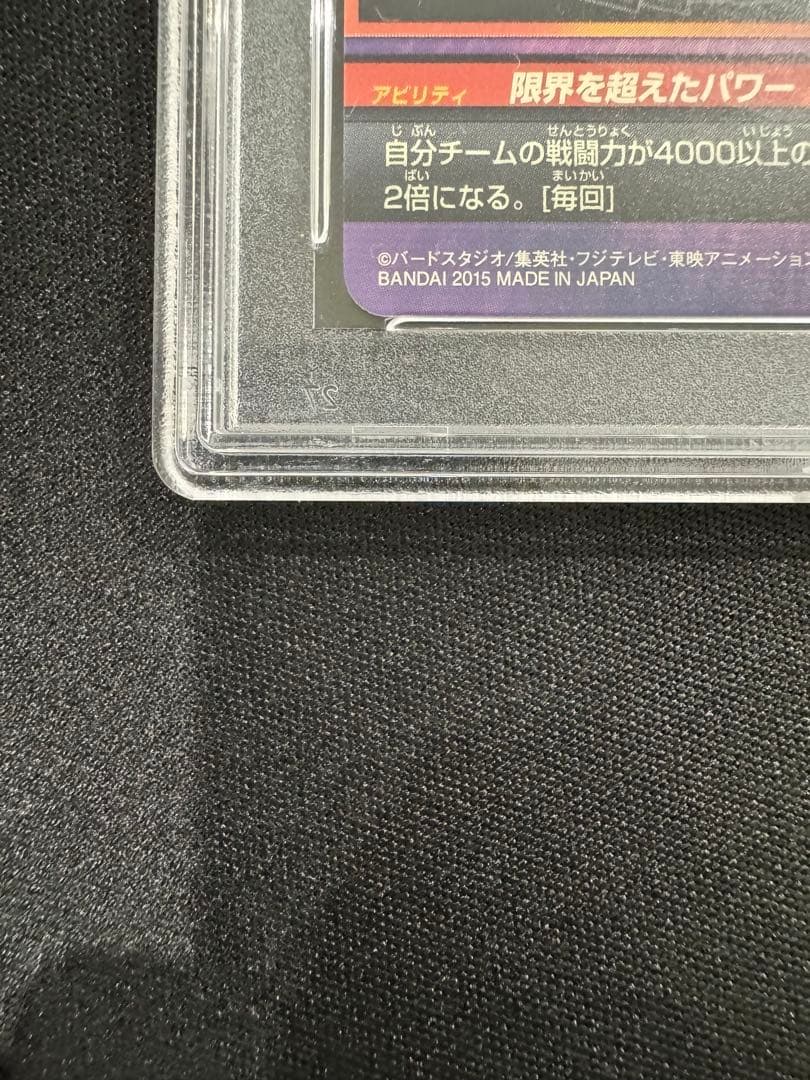 アビリティ 限界を超えたパワー
じぶん せんとうりょく いじょう
自分チームの戦闘力が4000以上の
ばい まいかい
2倍になる。[毎回]
©バードスタジオ/集英社・フジテレビ・東映アニメーション
BANDAI 2015 MADE IN JAPAN
27